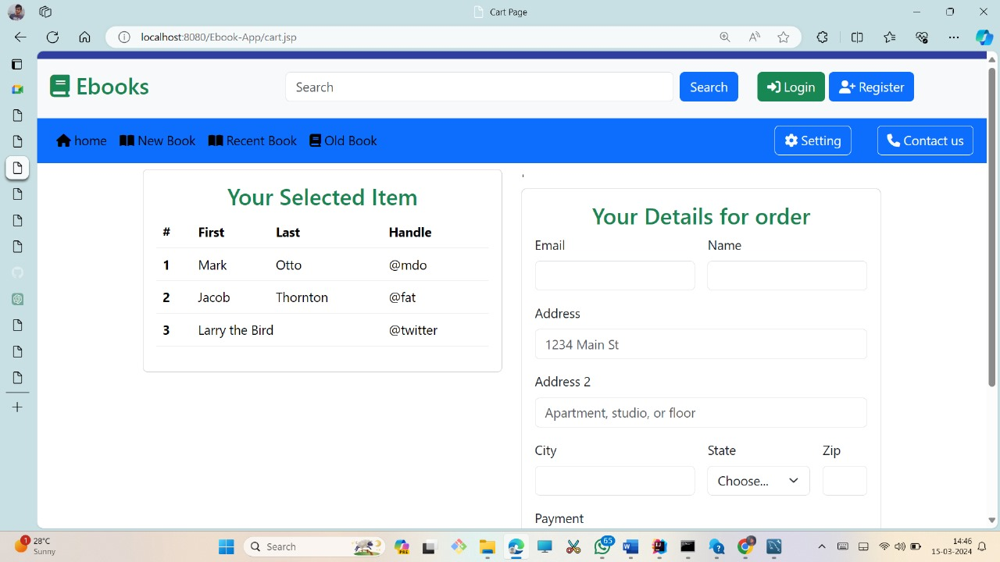 Cart Page
localhost:8080/Ebook-App/cart.jsp
Ebooks
Search
Search
Login
Register
home
New Book
Recent Book
Old Book
Setting
Contact us
Your Selected Item
# First Last Handle
1 Mark Otto @mdo
2 Jacob Thornton @fat
3 Larry the Bird @twitter
,
Your Details for order
Email Name
Address
1234 Main St
Address 2
Apartment, studio, or floor
City State Zip
Choose...
Payment
1
28°C
Sunny
Search
PRE
65
14:46
15-03-2024